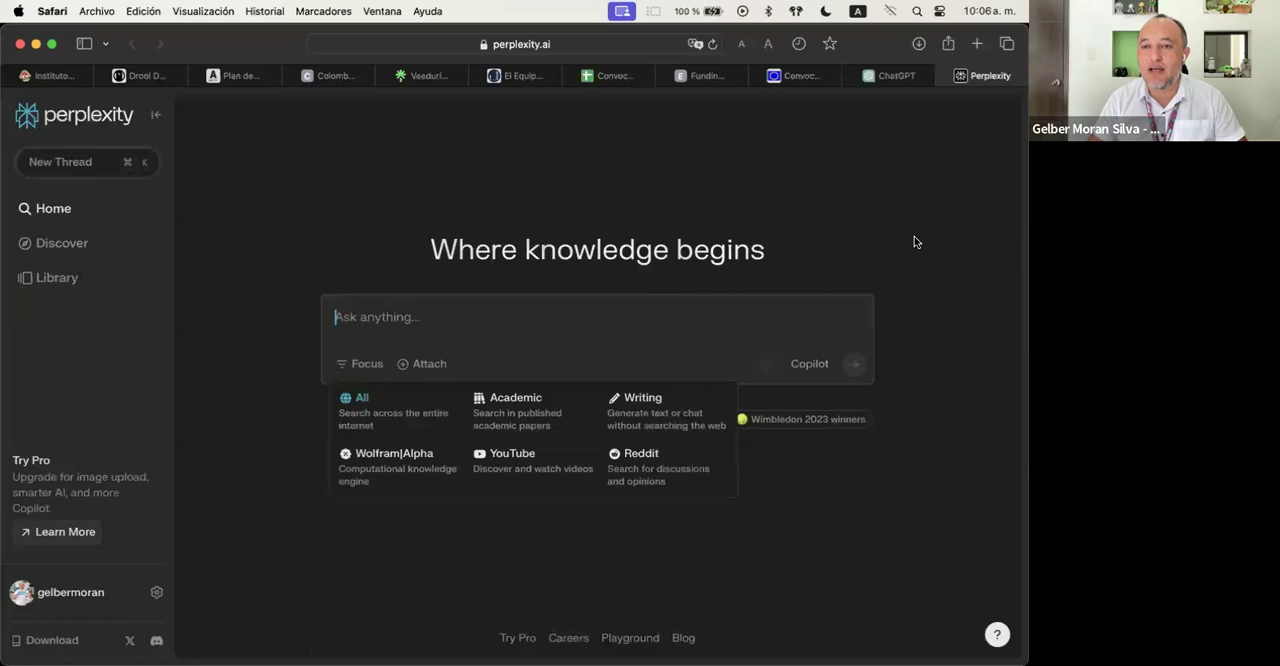 Safari Archivo Edición Visualización Historial Marcadores Ventana Ayuda 100 % A 10:06 a. m.
perplexity.ai A A
Instituto... Drool D... Plan de... Colomb... Veedurí... El Equip... Convoc... Fundin... Convoc... ChatGPT Perplexity
perplexity
New Thread ⌘ K
Home
Discover
Library
Try Pro
Upgrade for image upload,
smarter AI, and more
Copilot.
Learn More
gelbermoran
Download
Where knowledge begins
Ask anything...
Focus Attach Copilot
All
Search across the entire
internet
Academic
Search in published
academic papers
Writing
Generate text or chat
without searching the web
Wolfram|Alpha
Computational knowledge
engine
YouTube
Discover and watch videos
Reddit
Search for discussions
and opinions
Wimbledon 2023 winners
Try Pro Careers Playground Blog
?
Gelber Moran Silva - ...